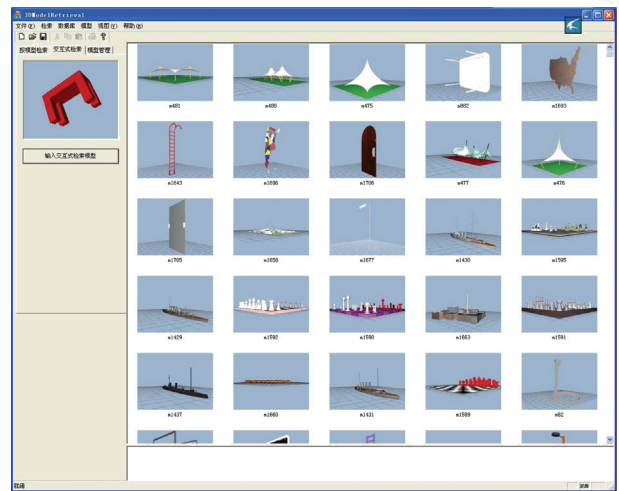 3DModelRetrieval
文件(F) 检索 数据库 模型 视图(V) 帮助(H)
按模型检索 交互式检索 模型管理
输入交互式检索模型
m481 m480 m475 m882 m1693
m1643 m1696 m1706 m477 m476
m1705 m1658 m1677 m1430 m1595
m1429 m1592 m1590 m1663 m1591
m1437 m1660 m1431 m1589 m82
就绪